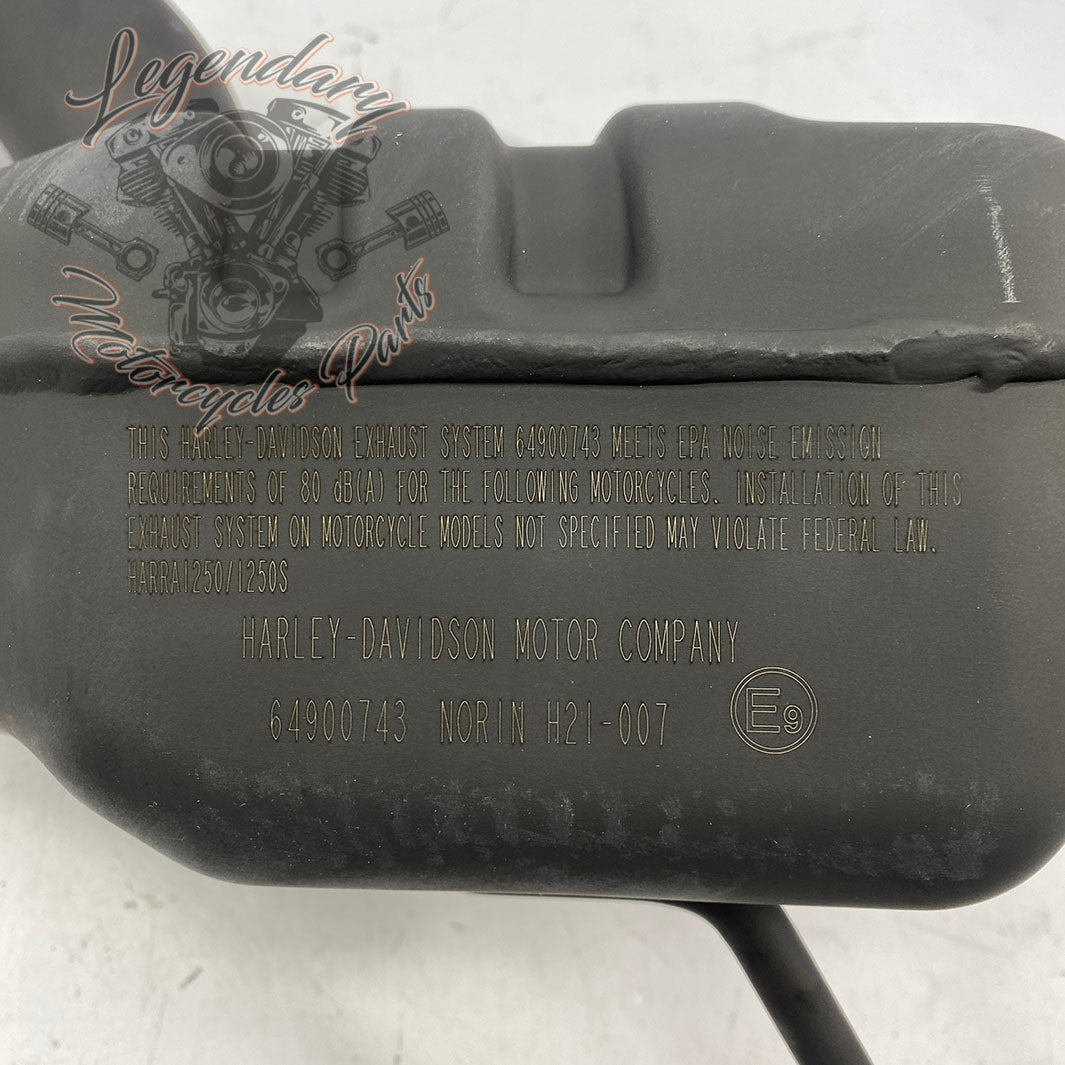 Legendary
Motorcycles Parts
THIS HARLEY-DAVIDSON EXHAUST SYSTEM 64900743 MEETS EPA NOISE EMISSION
REQUIREMENTS OF 80 dB(A) FOR THE FOLLOWING MOTORCYCLES. INSTALLATION OF THIS
EXHAUST SYSTEM ON MOTORCYCLE MODELS NOT SPECIFIED MAY VIOLATE FEDERAL LAW.
HARRA1250/1250S
HARLEY-DAVIDSON MOTOR COMPANY
64900743 NORIN H21-007 E9